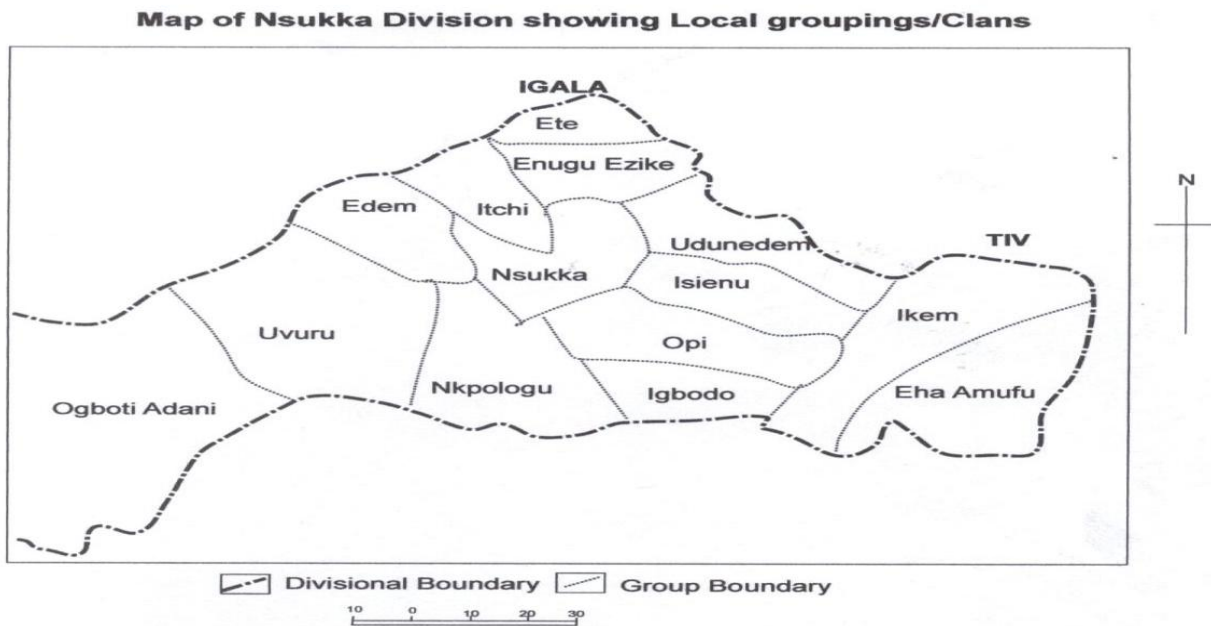 Map of Nsukka Division showing Local groupings/Clans
IGALA
Ete
Enugu Ezike
Edem
Itchi
N
Udunedem
TIV
Nsukka
Isienu
Ikem
Uvuru
Opi
Nkpologu
Igbodo
Eha Amufu
Ogboti Adani
Divisional Boundary
Group Boundary
10 0 10 20 30